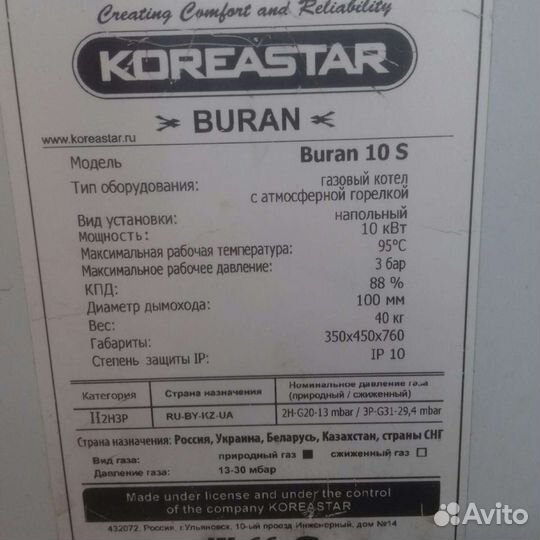 Creating Comfort and Reliability
KOREASTAR
BURAN
www.koreastar.ru
Модель Buran 10 S
Тип оборудования: газовый котел
с атмосферной горелкой
Вид установки: напольный
Мощность: 10 кВт
Максимальная рабочая температура: 95°C
Максимальное рабочее давление: 3 бар
КПД: 88 %
Диаметр дымохода: 100 мм
Вес: 40 кг
Габариты: 350x450x760
Степень защиты IP: IP 10
Категория Страна назначения Номинальное давление газа
(природный / сжиженный)
II2H3P RU-BY-KZ-UA 2H-G20-13 mbar / 3P-G31-29,4 mbar
Страна назначения: Россия, Украина, Беларусь, Казахстан, страны СНГ
Вид газа: природный газ ■ сжиженный газ □
Давление газа: 13-30 мбар
Made under license and under the control
of the company KOREASTAR
432072, Россия, г.Ульяновск, 10-ый проезд Инженерный, дом №14
Avito